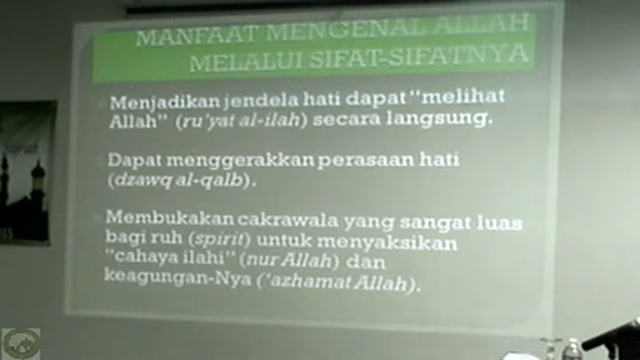 MANFAAT MENGENAL ALLAH
MELALUI SIFAT-SIFATNYA
Menjadikan jendela hati dapat “melihat
Allah” (ru’yat al-ilah) secara langsung.
Dapat menggerakkan perasaan hati
(dzawq al-qalb).
Membukakan cakrawala yang sangat luas
bagi ruh (spirit) untuk menyaksikan
"cahaya ilahi" (nur Allah) dan
keagungan-Nya (‘azhamat Allah).